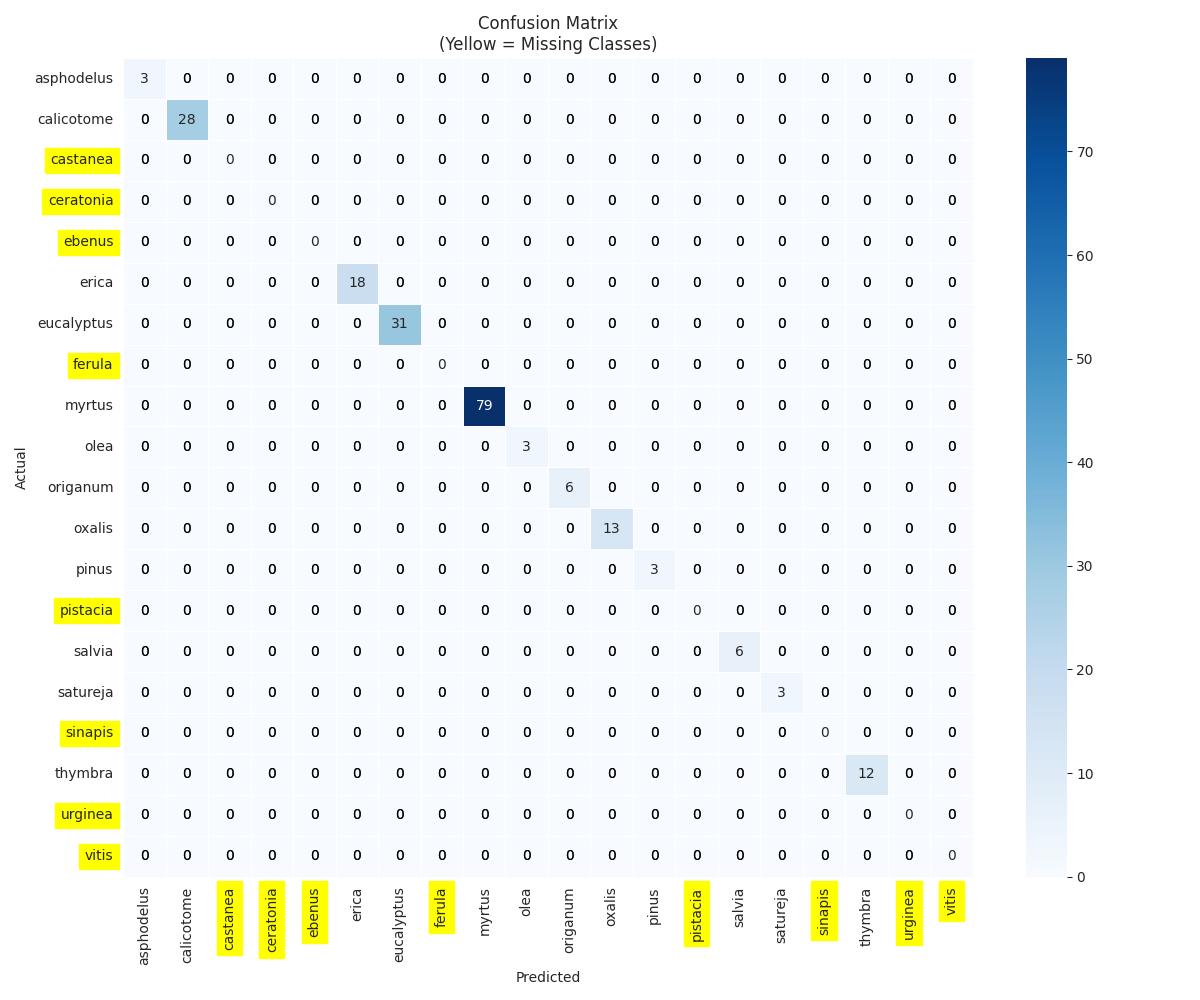 Confusion Matrix
(Yellow = Missing Classes)
asphodelus 3 0 0 0 0 0 0 0 0 0 0 0 0 0 0 0 0 0 0 0
calicotome 0 28 0 0 0 0 0 0 0 0 0 0 0 0 0 0 0 0 0 0
castanea 0 0 0 0 0 0 0 0 0 0 0 0 0 0 0 0 0 0 0 0
ceratonia 0 0 0 0 0 0 0 0 0 0 0 0 0 0 0 0 0 0 0 0
ebenus 0 0 0 0 0 0 0 0 0 0 0 0 0 0 0 0 0 0 0 0
erica 0 0 0 0 0 18 0 0 0 0 0 0 0 0 0 0 0 0 0 0
eucalyptus 0 0 0 0 0 0 31 0 0 0 0 0 0 0 0 0 0 0 0 0
ferula 0 0 0 0 0 0 0 0 0 0 0 0 0 0 0 0 0 0 0 0
myrtus 0 0 0 0 0 0 0 0 79 0 0 0 0 0 0 0 0 0 0 0
olea 0 0 0 0 0 0 0 0 0 3 0 0 0 0 0 0 0 0 0 0
origanum 0 0 0 0 0 0 0 0 0 0 6 0 0 0 0 0 0 0 0 0
oxalis 0 0 0 0 0 0 0 0 0 0 0 13 0 0 0 0 0 0 0 0
pinus 0 0 0 0 0 0 0 0 0 0 0 0 3 0 0 0 0 0 0 0
pistacia 0 0 0 0 0 0 0 0 0 0 0 0 0 0 0 0 0 0 0 0
salvia 0 0 0 0 0 0 0 0 0 0 0 0 0 0 6 0 0 0 0 0
satureja 0 0 0 0 0 0 0 0 0 0 0 0 0 0 0 3 0 0 0 0
sinapis 0 0 0 0 0 0 0 0 0 0 0 0 0 0 0 0 0 0 0 0
thymbra 0 0 0 0 0 0 0 0 0 0 0 0 0 0 0 0 0 12 0 0
urginea 0 0 0 0 0 0 0 0 0 0 0 0 0 0 0 0 0 0 0 0
vitis 0 0 0 0 0 0 0 0 0 0 0 0 0 0 0 0 0 0 0 0
Actual
asphodelus calicotome castanea ceratonia ebenus erica eucalyptus ferula myrtus olea origanum oxalis pinus pistacia salvia satureja sinapis thymbra urginea vitis
Predicted
70
60
50
40
30
20
10
0